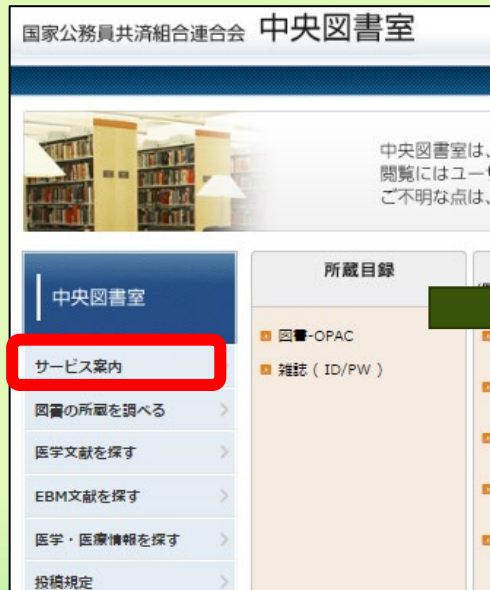 国家公務員共済組合連合会 中央図書室
中央図書室は、
閲覧にはユー
ご不明な点は、
中央図書室
サービス案内
図書の所蔵を調べる
医学文献を探す
EBM文献を探す
医学・医療情報を探す
投稿規定
所蔵目録
図書-OPAC
雑誌 ( ID/PW )